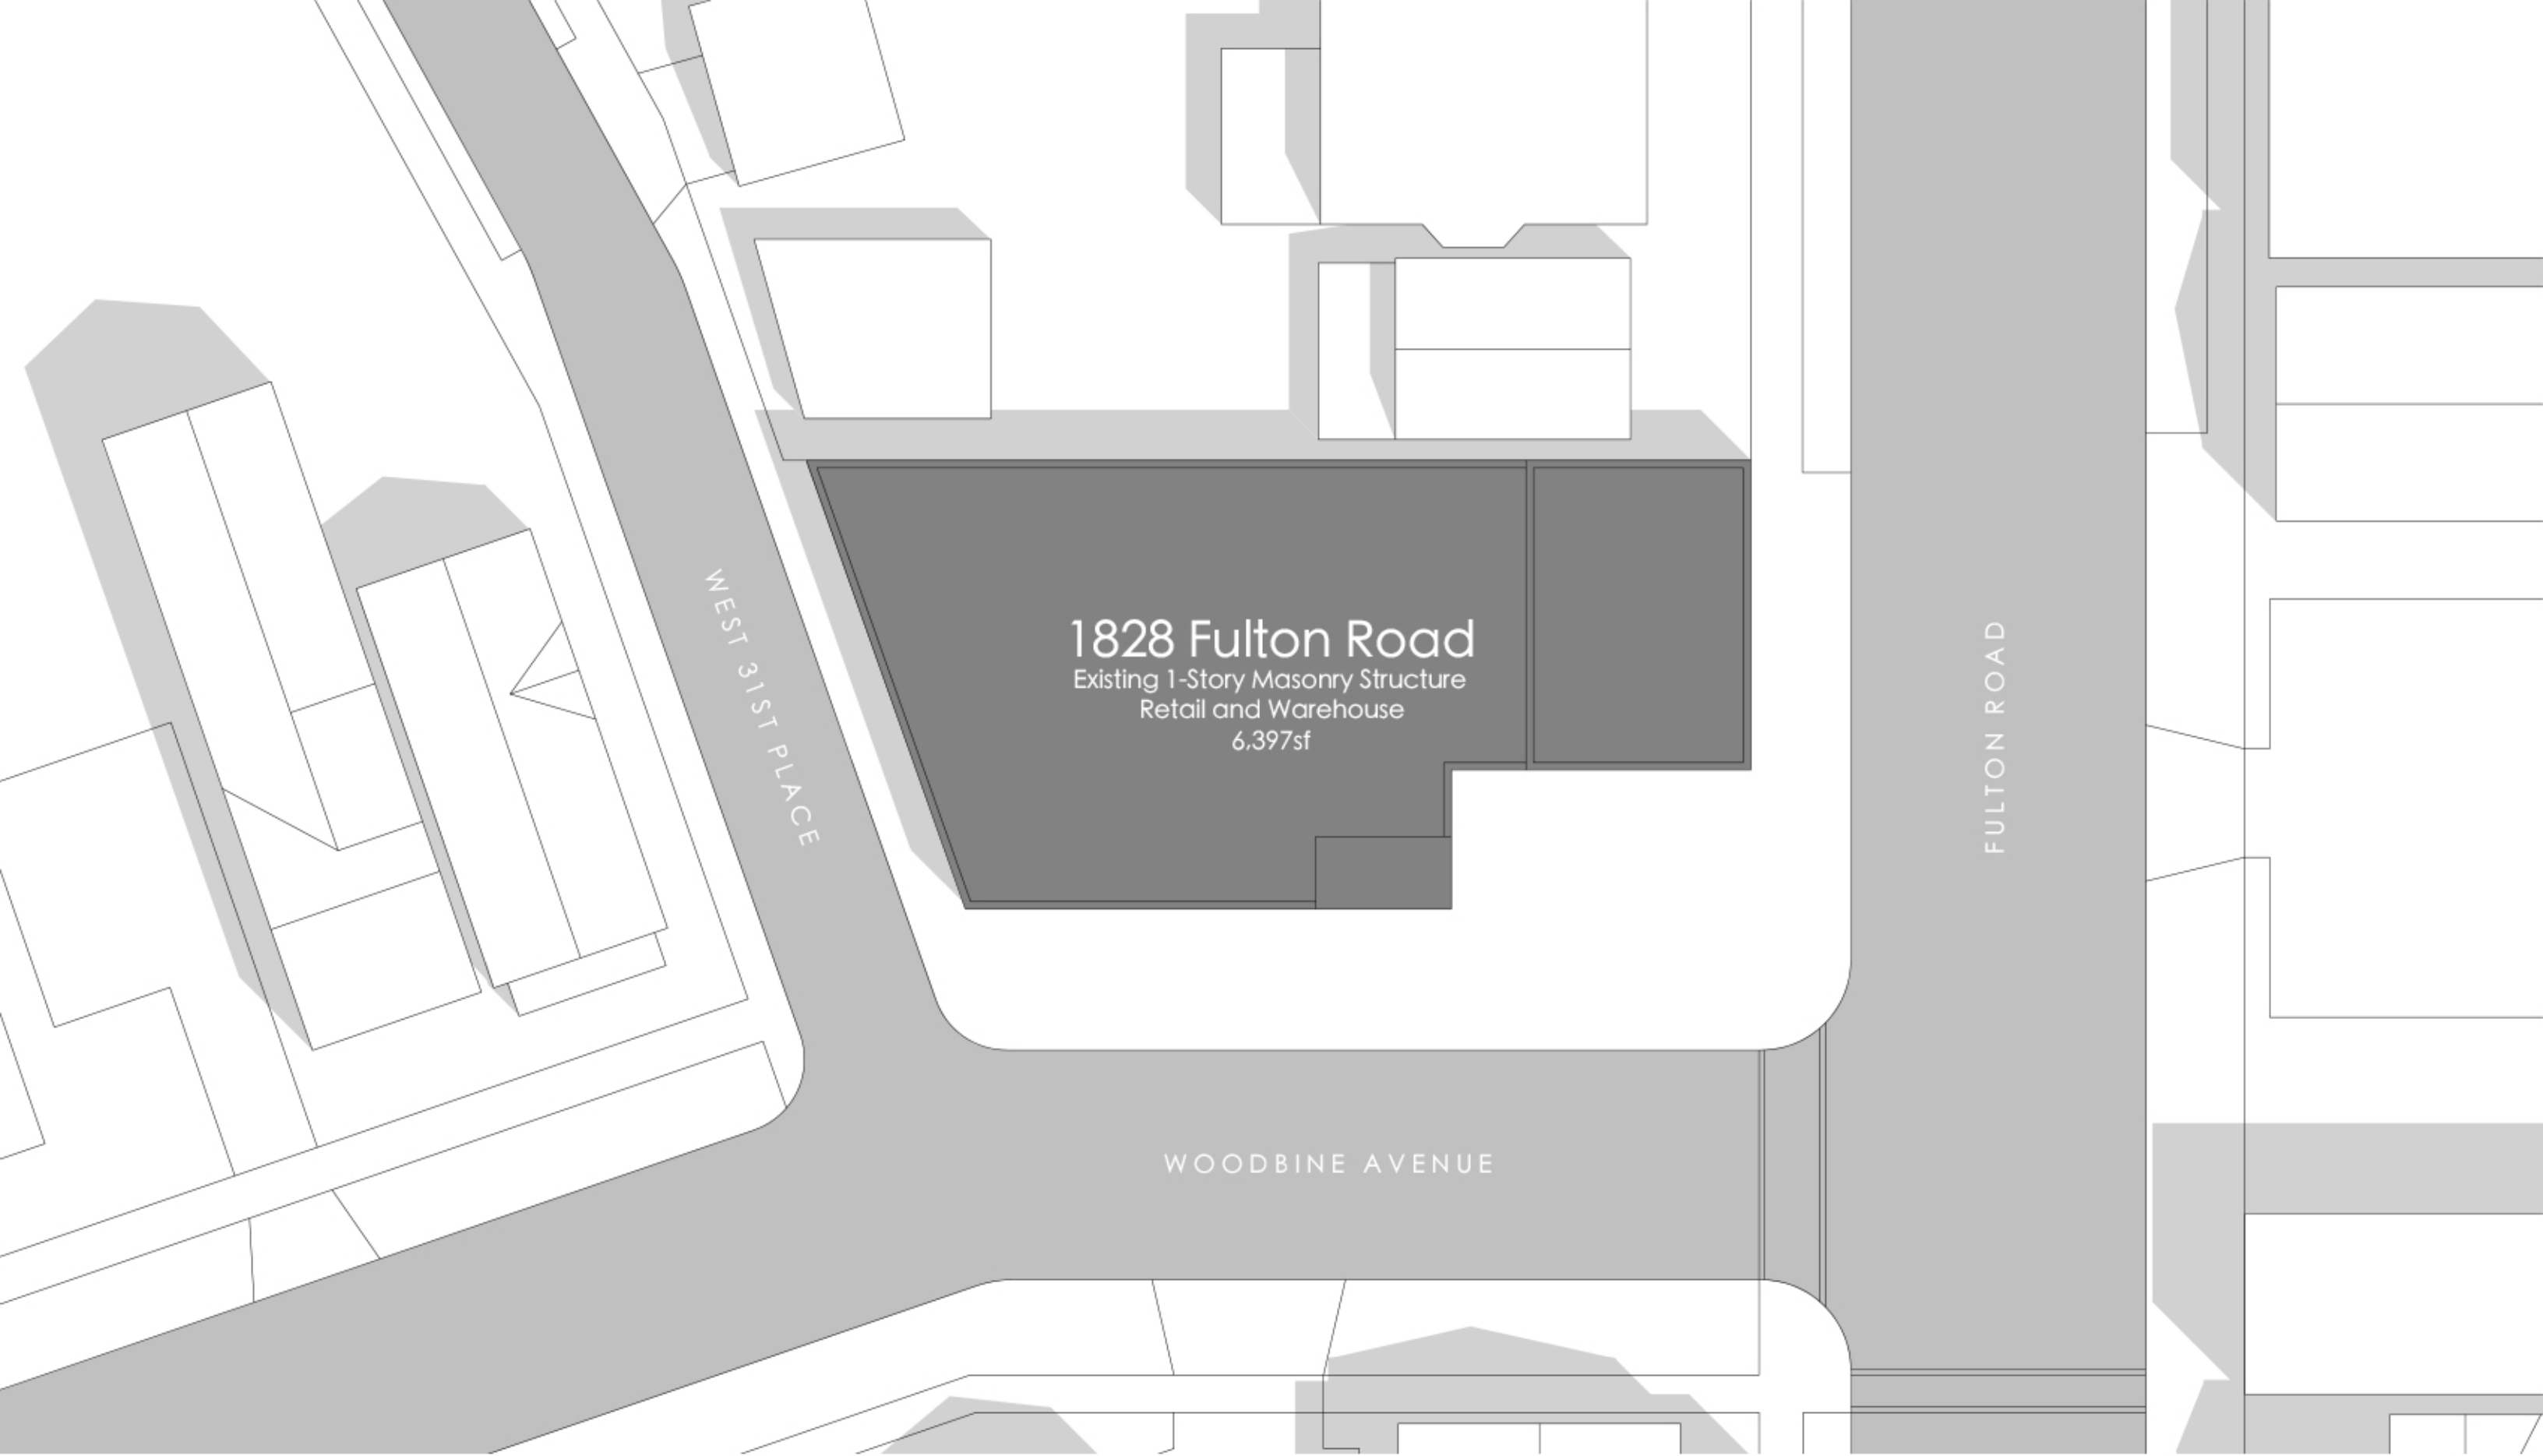 1828 Fulton Road
Existing 1-Story Masonry Structure
Retail and Warehouse
6,397sf
WEST 31ST PLACE
FULTON ROAD
WOODBINE AVENUE